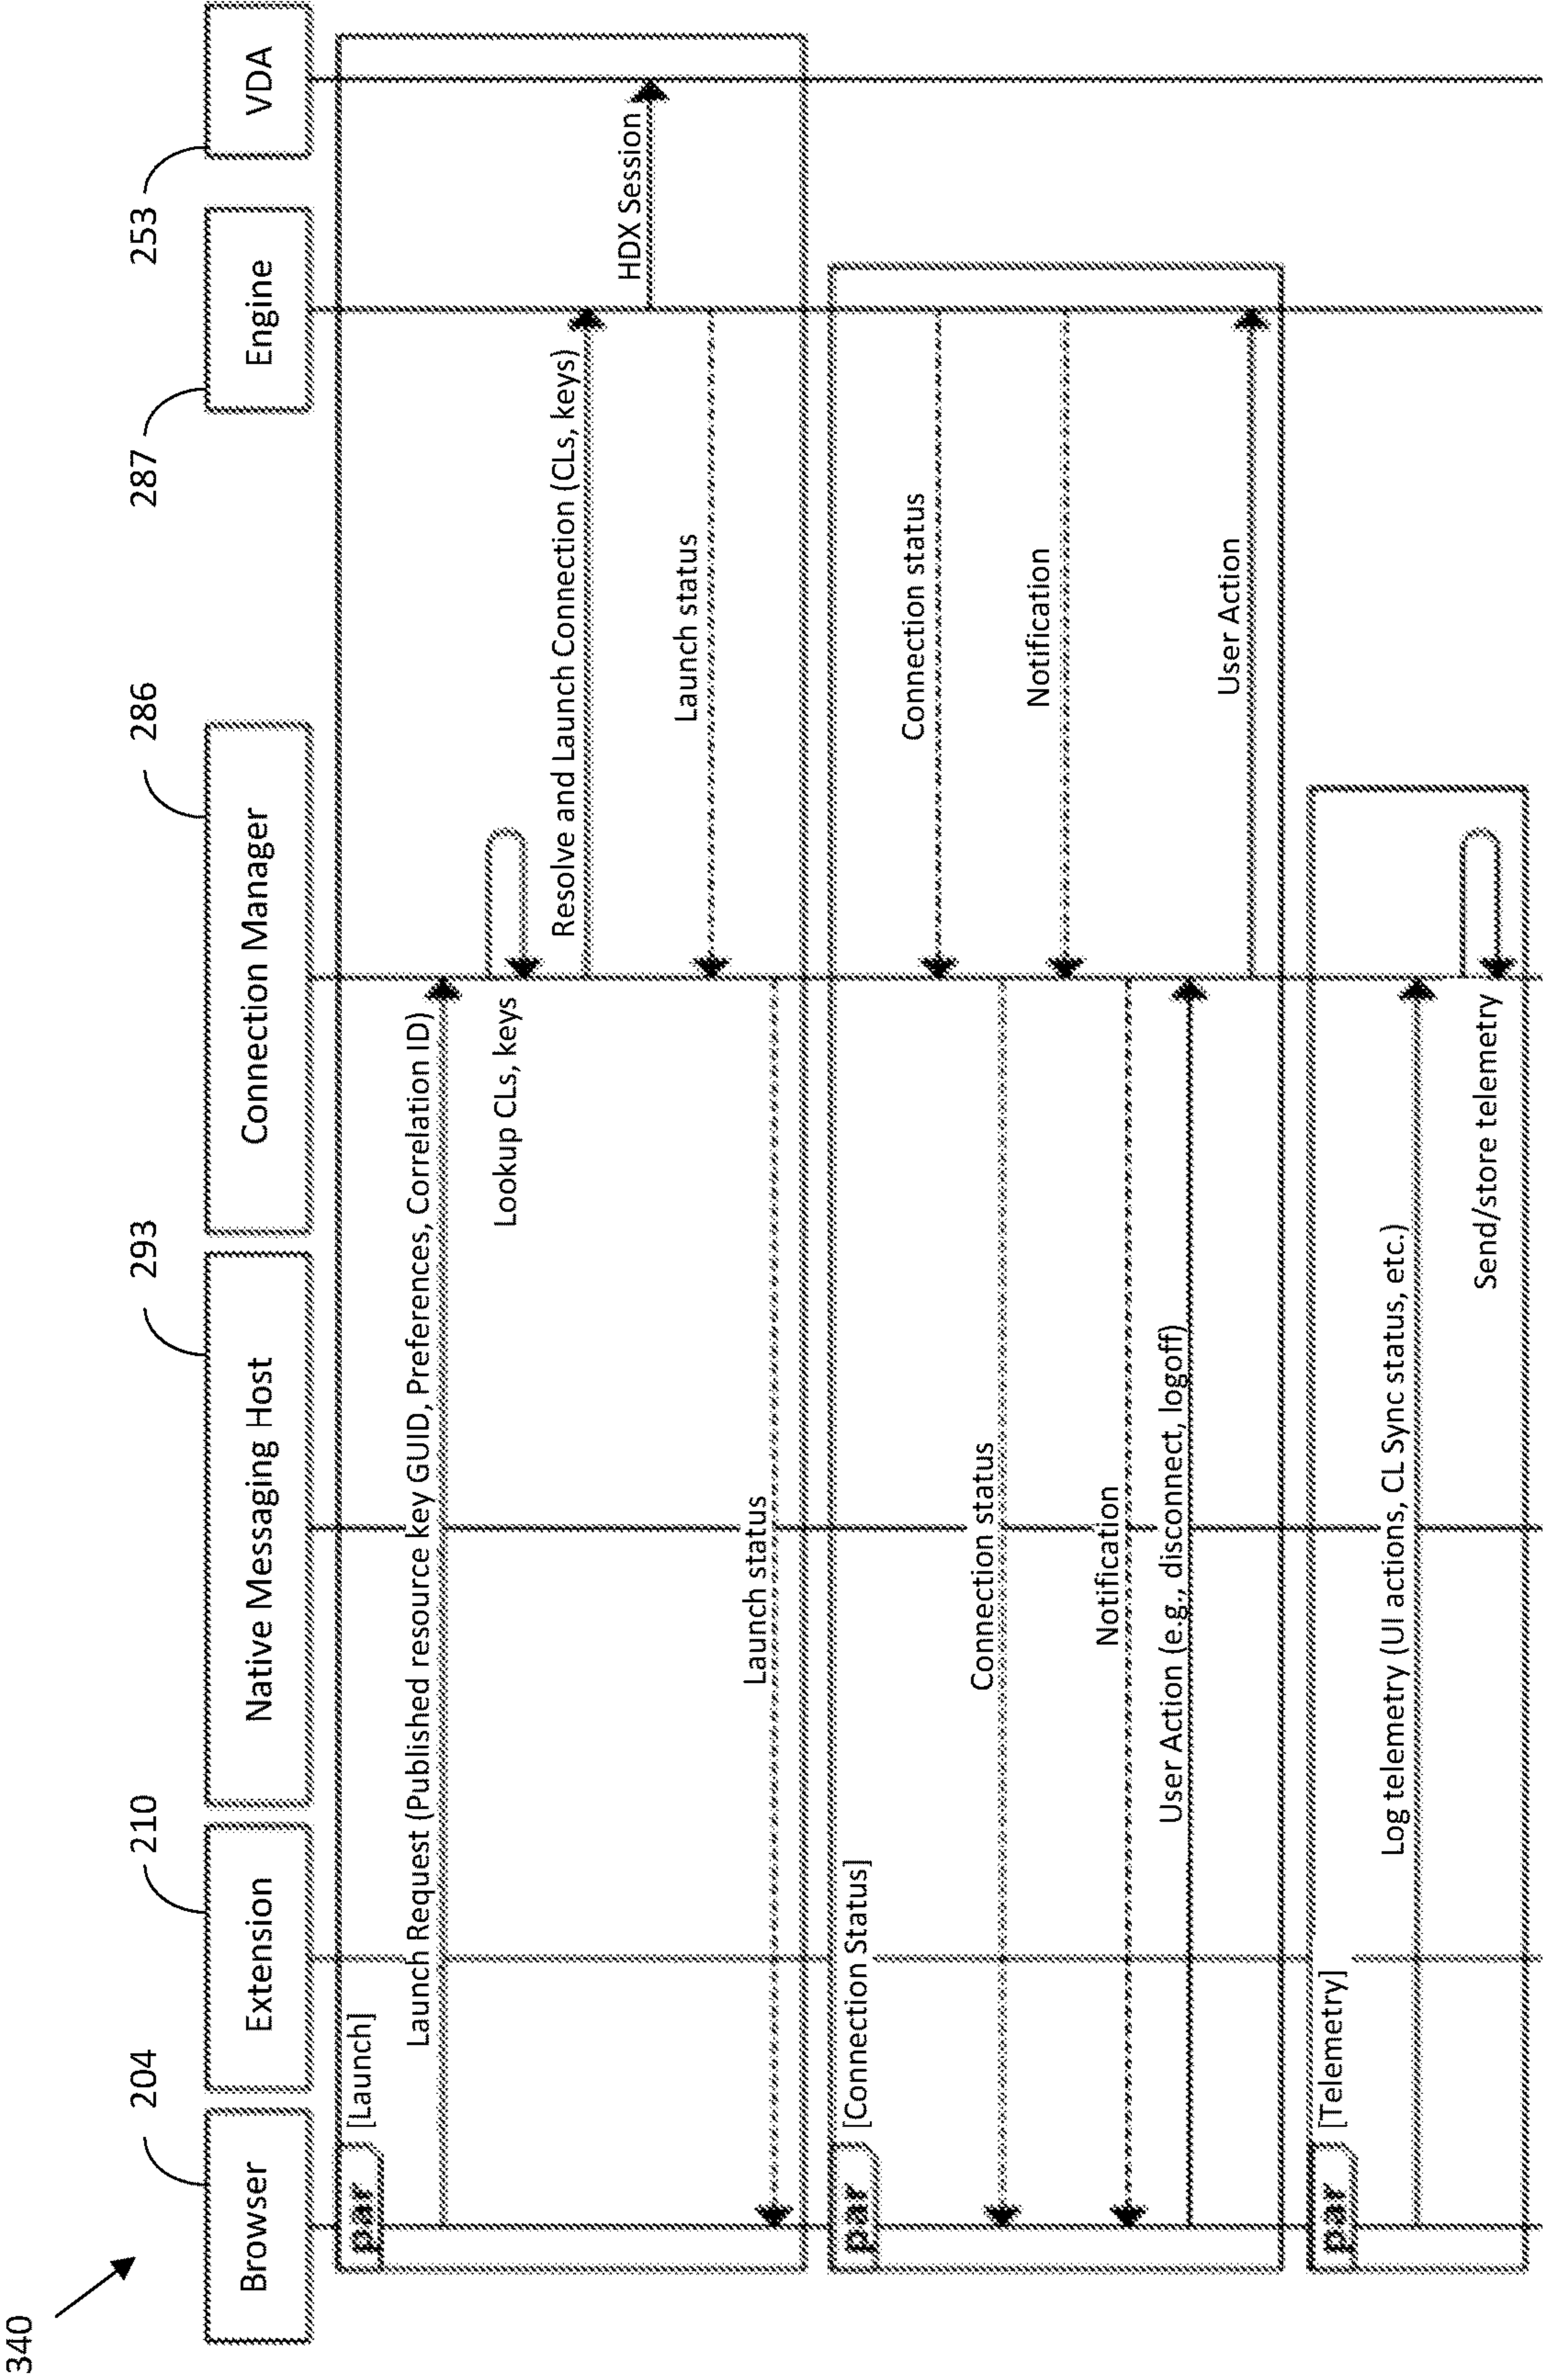 340
204
210
293
286
287
253
Browser
Extension
Native Messaging Host
Connection Manager
Engine
VDA
par
[Launch]
Launch Request (Published resource key GUID, Preferences, Correlation ID)
Lookup CLs, keys
Resolve and Launch Connection (CLs, keys)
HDX Session
Launch status
Launch status
par
[Connection Status]
Connection status
Connection status
Notification
Notification
User Action (e.g., disconnect, logoff)
User Action
par
[Telemetry]
Log telemetry (UI actions, CL Sync status, etc.)
Send/store telemetry